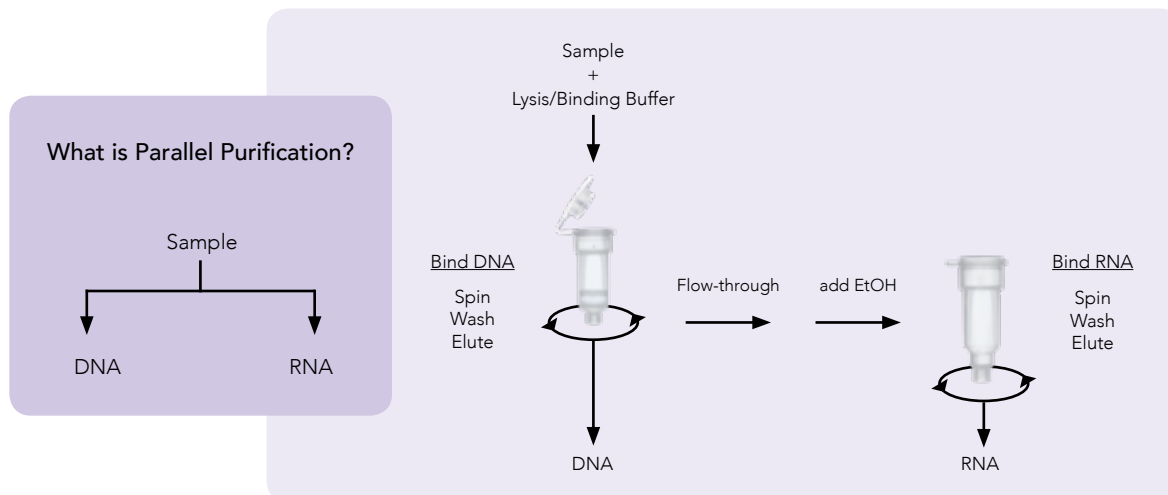 What is Parallel Purification?
Sample
DNA
RNA
Sample
+
Lysis/Binding Buffer
Bind DNA
Spin
Wash
Elute
Flow-through
add EtOH
Bind RNA
Spin
Wash
Elute
DNA
RNA